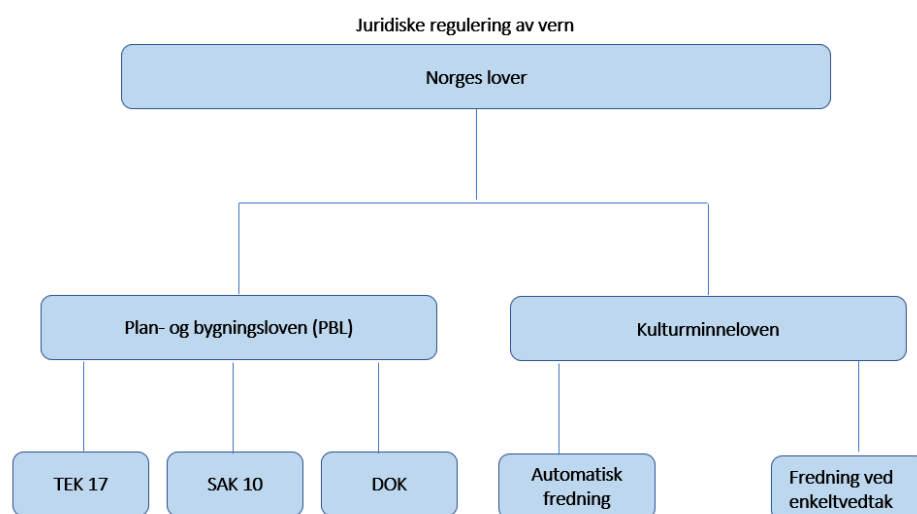 Juridiske regulering av vern
Norges lover
Plan- og bygningsloven (PBL)
Kulturminneloven
TEK 17
SAK 10
DOK
Automatisk
fredning
Fredning ved
enkeltvedtak